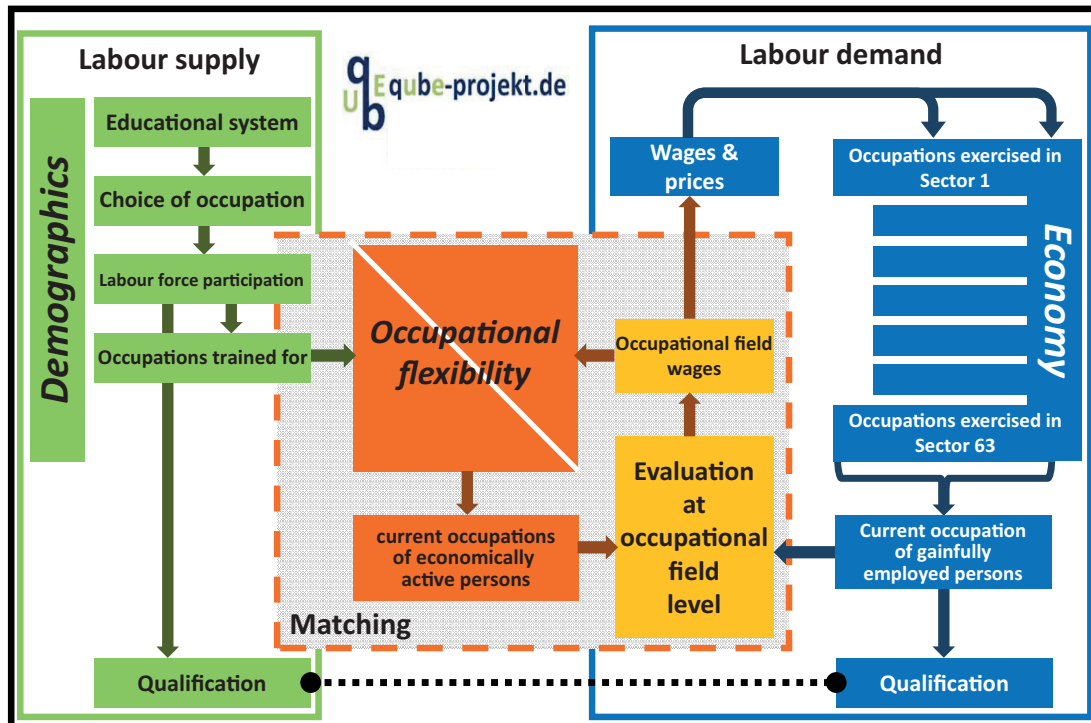 Labour supply
Demographics
Educational system
Choice of occupation
Labour force participation
Occupations trained for
Qualification
q
U E
b
qube-projekt.de
Occupational
flexibility
current occupations
of economically
active persons
Matching
Occupational field
wages
Evaluation
at
occupational
field
level
Labour demand
Wages &
prices
Occupations exercised in
Sector 1
Economy
Occupations exercised in
Sector 63
Current occupation
of gainfully
employed persons
Qualification